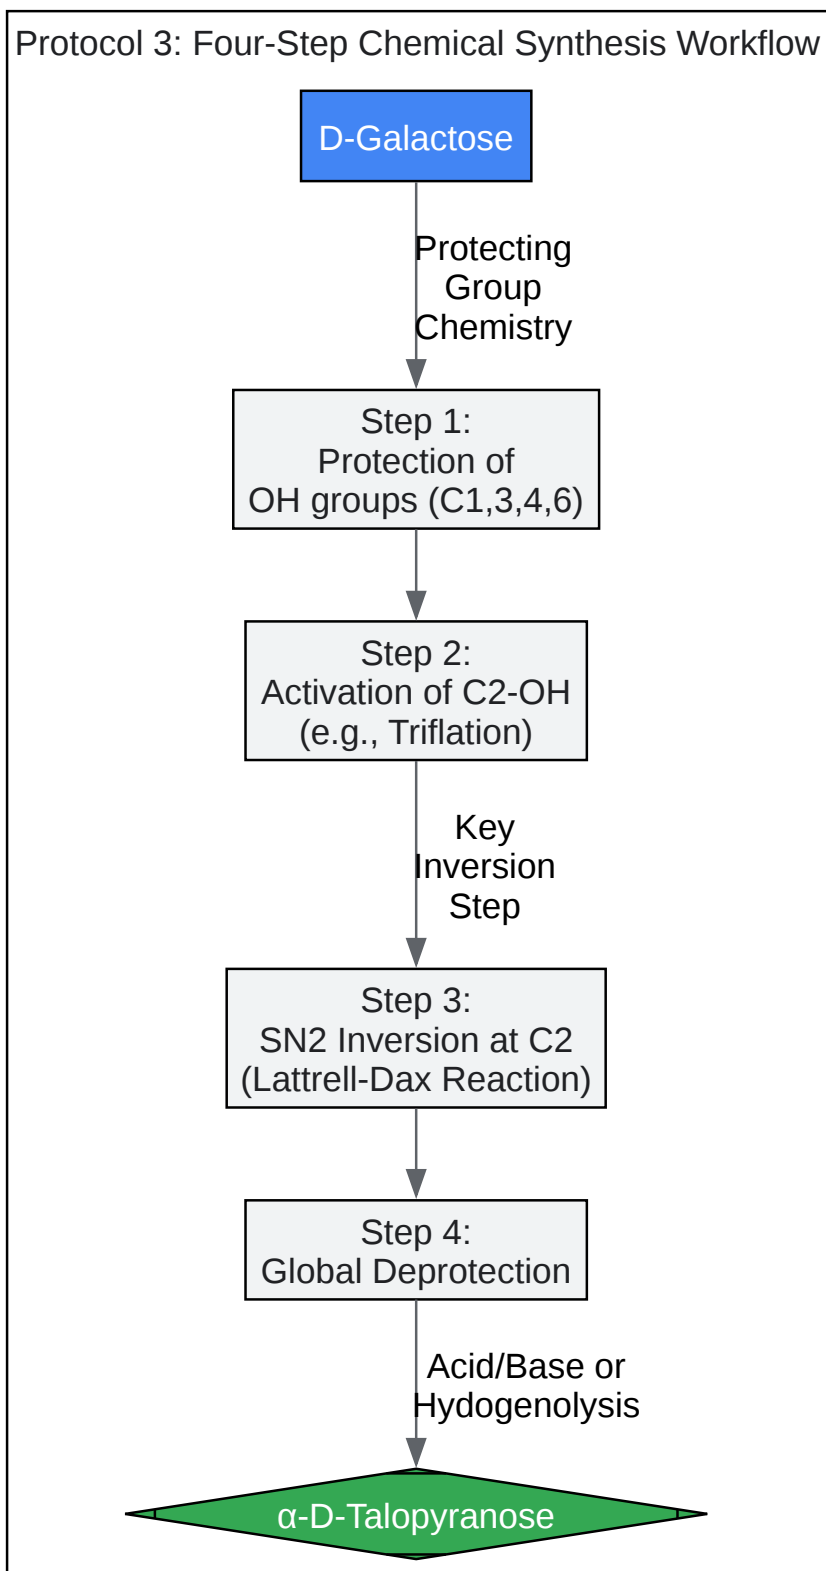 Protocol 3: Four-Step Chemical Synthesis Workflow
D-Galactose
Protecting
Group
Chemistry
Step 1:
Protection of
OH groups (C1,3,4,6)
Step 2:
Activation of C2-OH
(e.g., Triflation)
Key
Inversion
Step
Step 3:
SN2 Inversion at C2
(Lattrell-Dax Reaction)
Step 4:
Global Deprotection
Acid/Base or
Hydogenolysis
α-D-Talopyranose